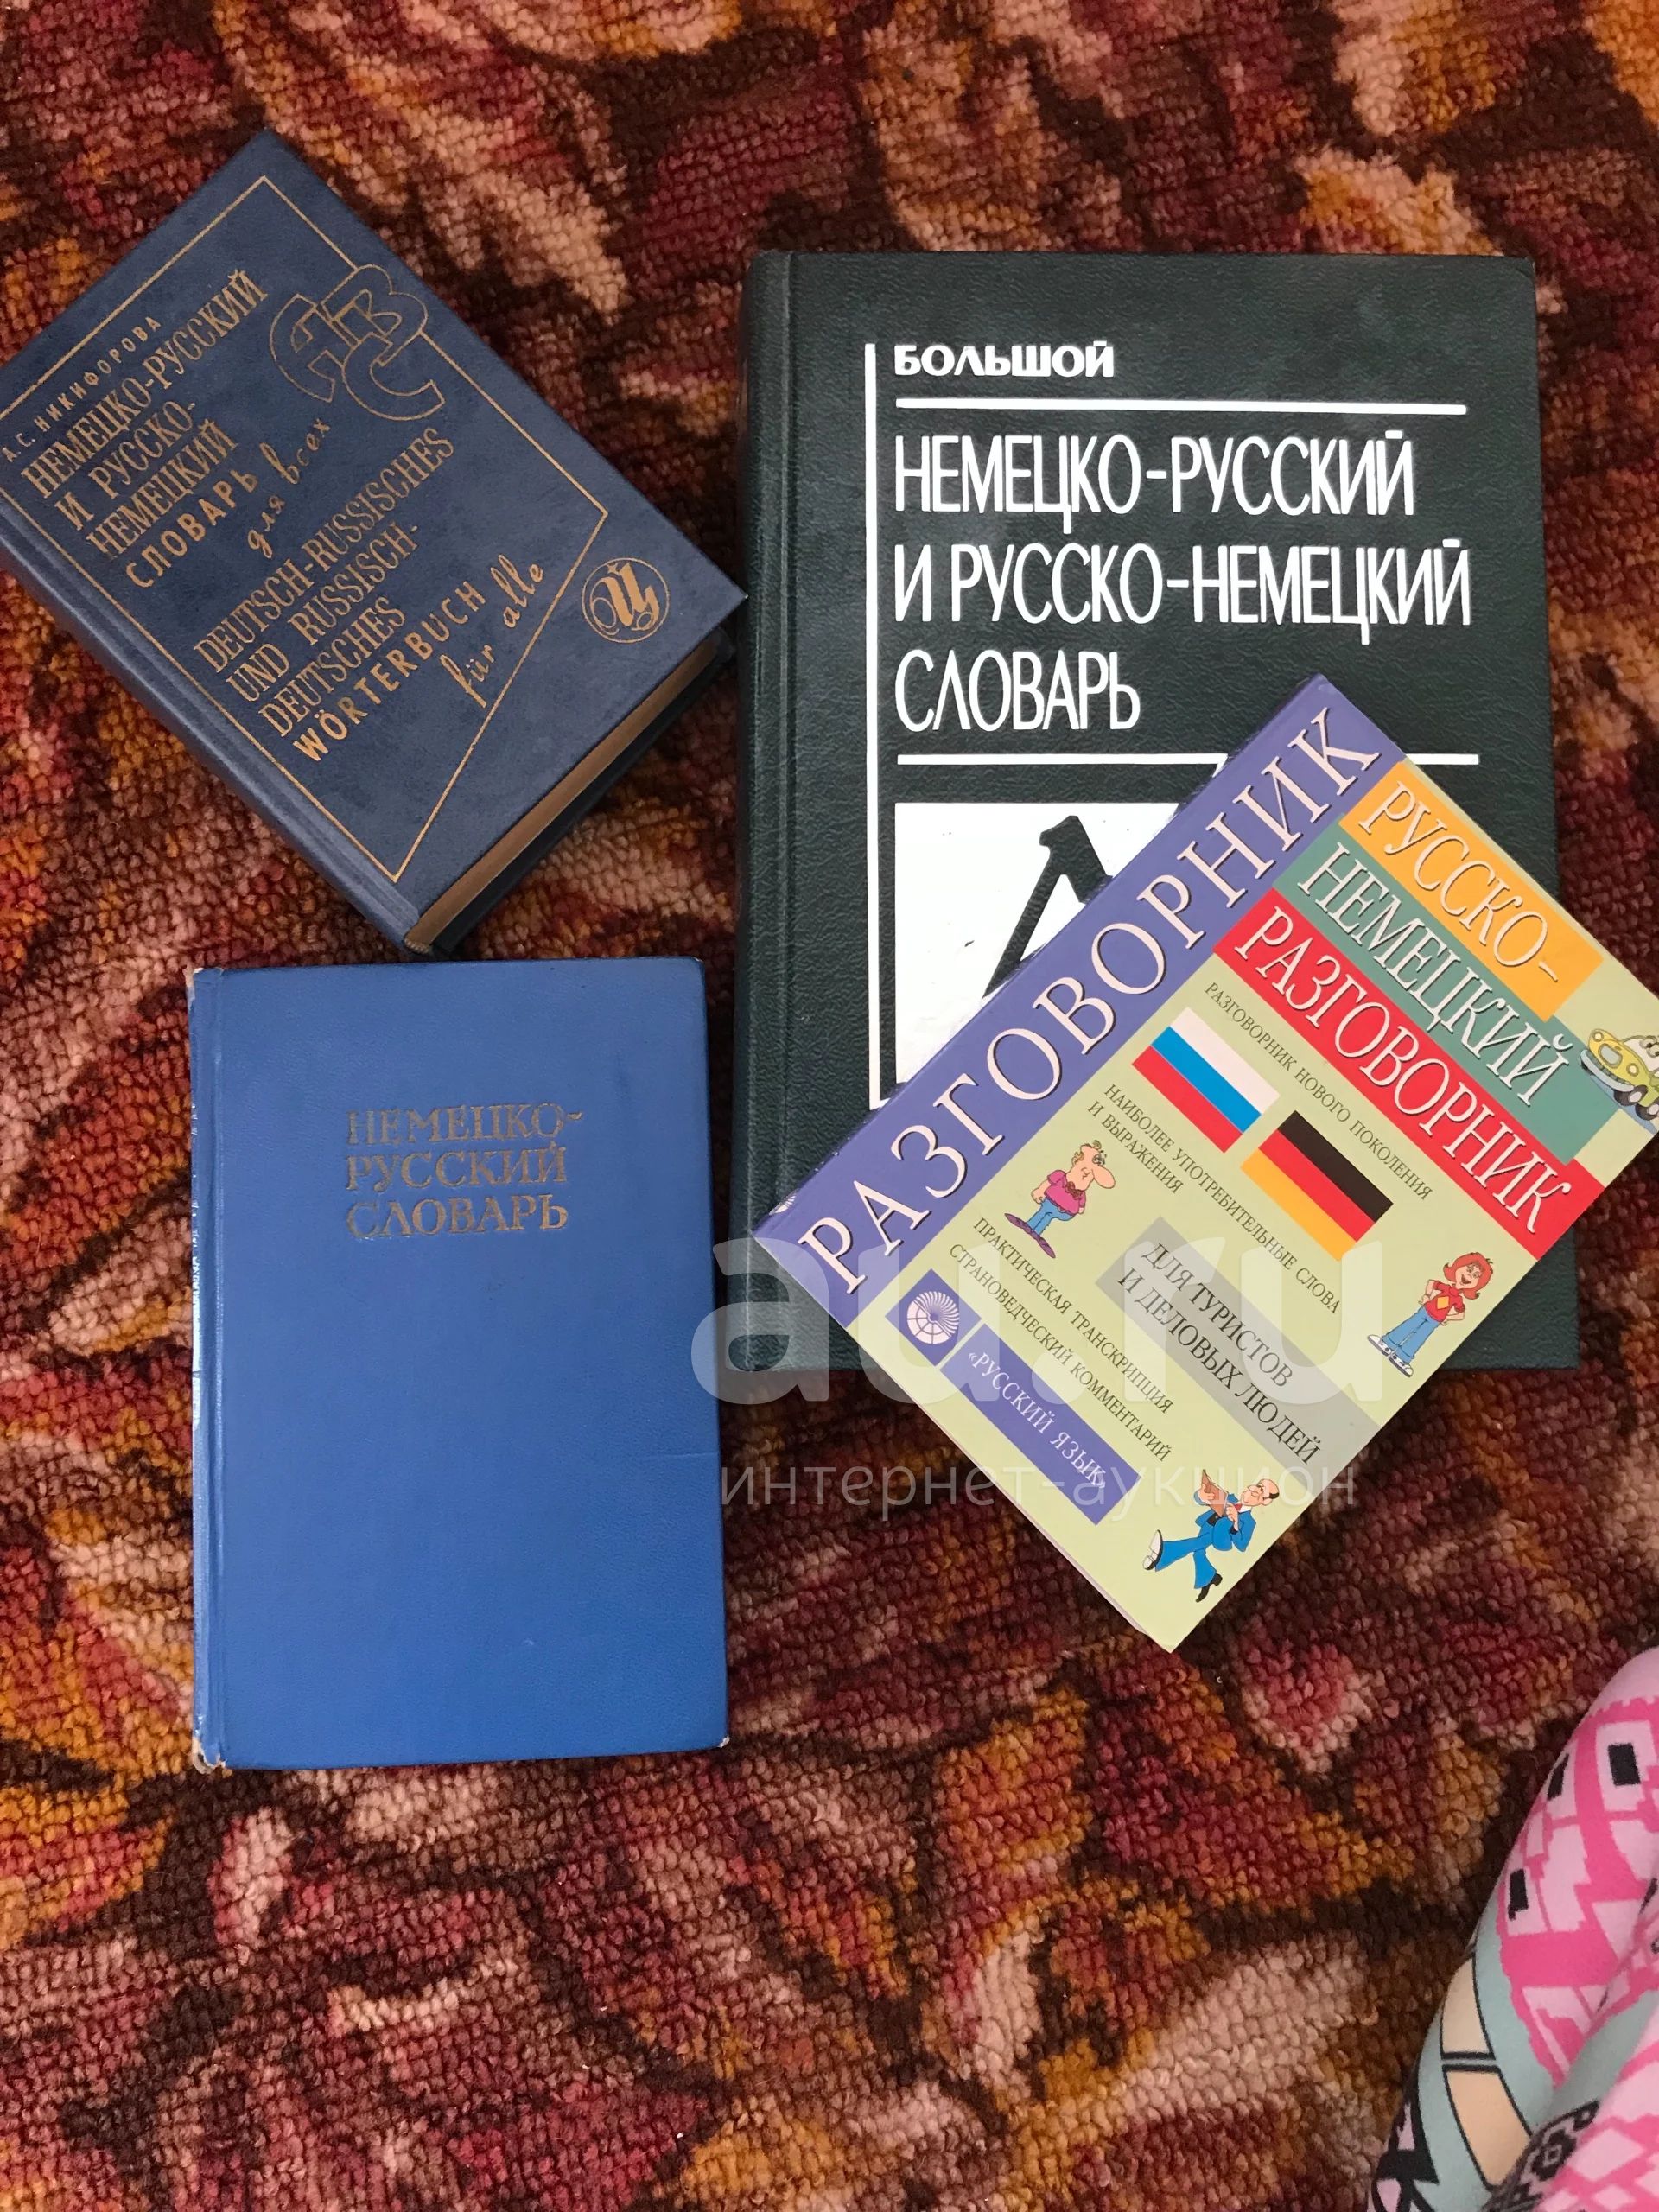 А.С. НИКИФОРОВА
НЕМЕЦКО-РУССКИЙ
И РУССКО-
НЕМЕЦКИЙ
СЛОВАРЬ
для всех
ABC
DEUTSCH-RUSSISCHES
UND RUSSISCH-
DEUTSCHES
WÖRTERBUCH
für alle
Ц
БОЛЬШОЙ
НЕМЕЦКО-РУССКИЙ
И РУССКО-НЕМЕЦКИЙ
СЛОВАРЬ
РАЗГОВОРНИК
РУССКО-
НЕМЕЦКИЙ
РАЗГОВОРНИК
РАЗГОВОРНИК НОВОГО ПОКОЛЕНИЯ
НАИБОЛЕЕ УПОТРЕБИТЕЛЬНЫЕ СЛОВА
И ВЫРАЖЕНИЯ
ДЛЯ ТУРИСТОВ
И ДЕЛОВЫХ ЛЮДЕЙ
ПРАКТИЧЕСКАЯ ТРАНСКРИПЦИЯ
СТРАНОВЕДЧЕСКИЙ КОММЕНТАРИЙ
«РУССКИЙ ЯЗЫК»
НЕМЕЦКО-
РУССКИЙ
СЛОВАРЬ
au.ru
интернет-аукцион